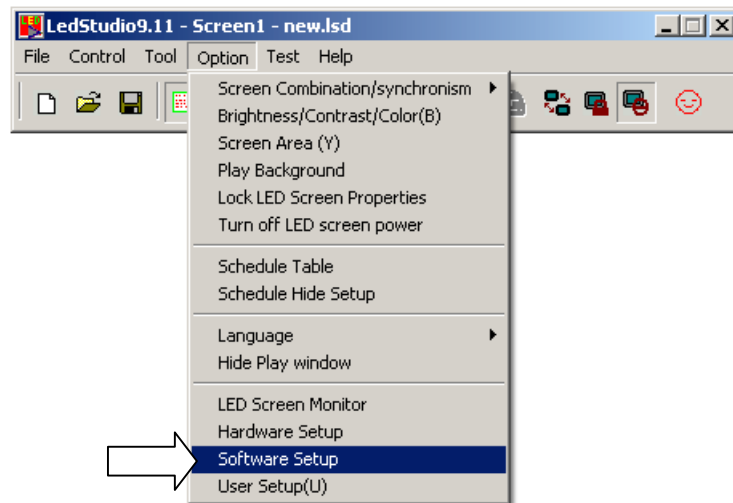 LedStudio9.11 - Screen1 - new.lsd
File Control Tool Option Test Help
Screen Combination/synchronism
Brightness/Contrast/Color(B)
Screen Area (Y)
Play Background
Lock LED Screen Properties
Turn off LED screen power
Schedule Table
Schedule Hide Setup
Language
Hide Play window
LED Screen Monitor
Hardware Setup
Software Setup
User Setup(U)